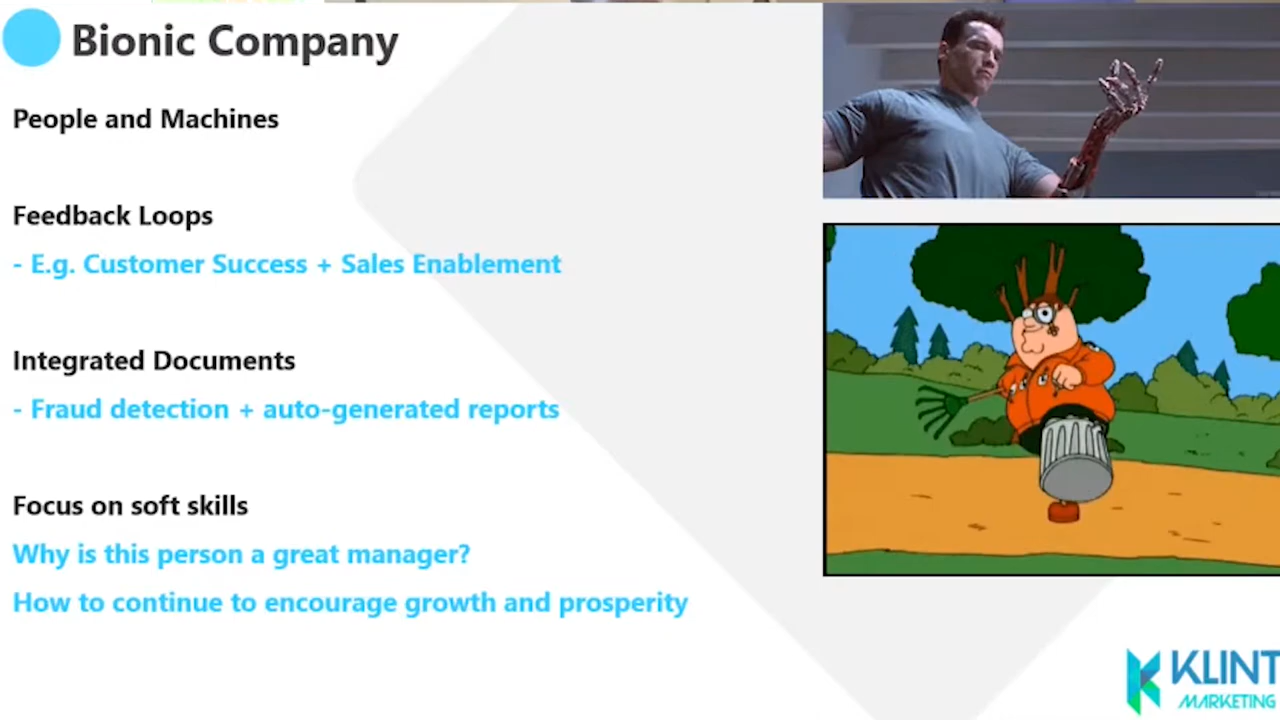 Bionic Company
People and Machines
Feedback Loops
- E.g. Customer Success + Sales Enablement
Integrated Documents
- Fraud detection + auto-generated reports
Focus on soft skills
Why is this person a great manager?
How to continue to encourage growth and prosperity
KLINT
MARKETING